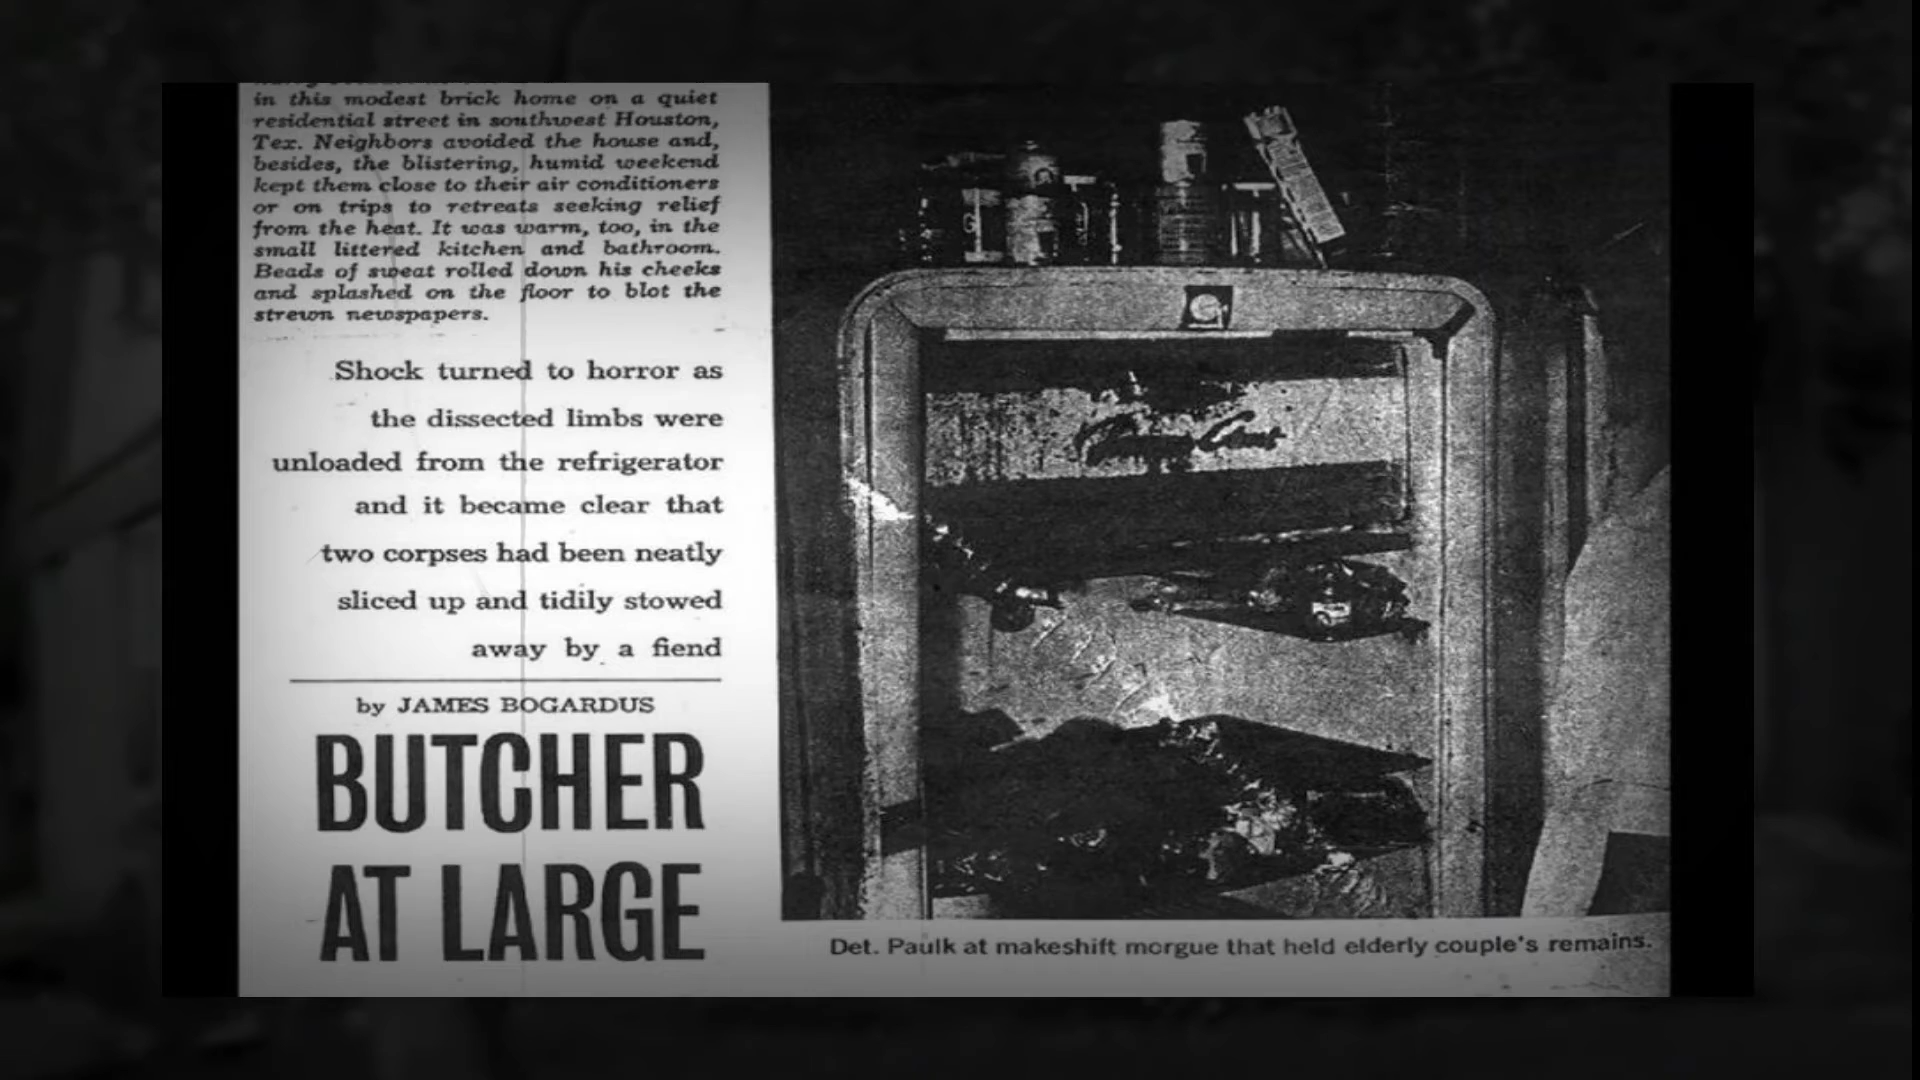 in this modest brick home on a quiet
residential street in southwest Houston,
Tex. Neighbors avoided the house and,
besides, the blistering, humid weekend
kept them close to their air conditioners
or on trips to retreats seeking relief
from the heat. It was warm, too, in the
small littered kitchen and bathroom.
Beads of sweat rolled down his cheeks
and splashed on the floor to blot the
strewn newspapers.
Shock turned to horror as
the dissected limbs were
unloaded from the refrigerator
and it became clear that
two corpses had been neatly
sliced up and tidily stowed
away by a fiend
by JAMES BOGARDUS
BUTCHER
AT LARGE
Det. Paulk at makeshift morgue that held elderly couple's remains.